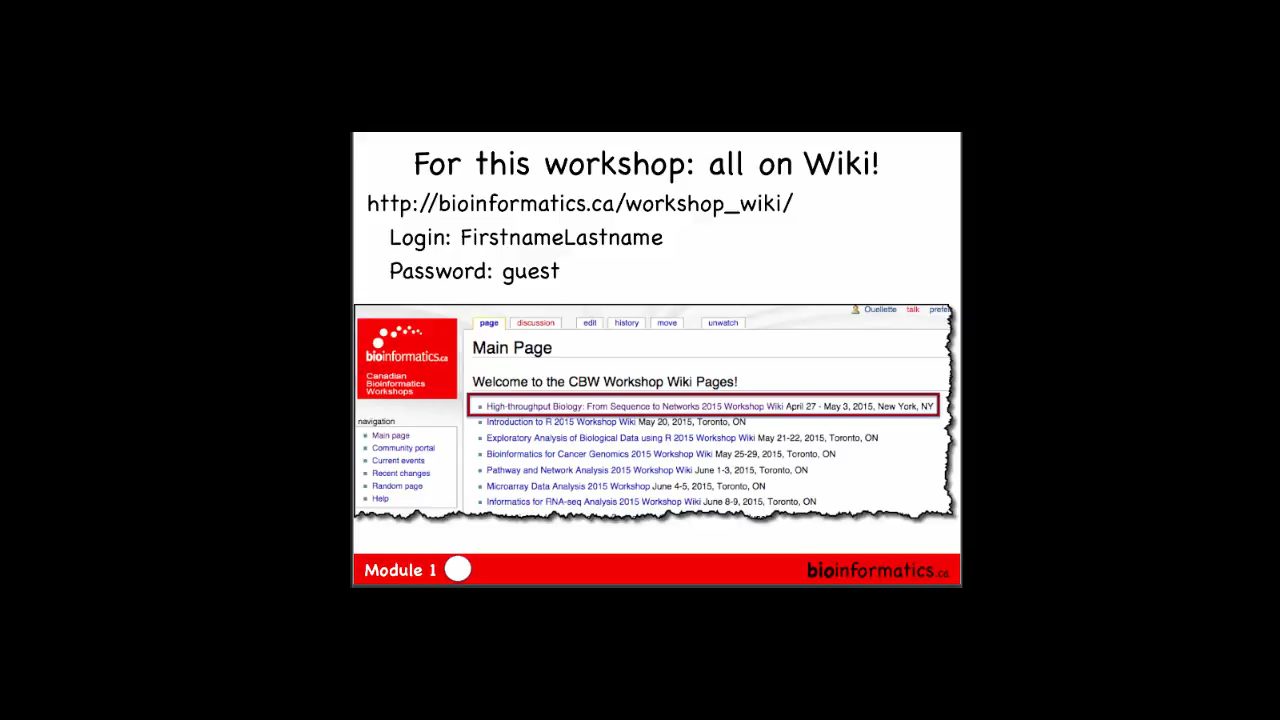 For this workshop: all on Wiki!
http://bioinformatics.ca/workshop_wiki/
Login: FirstnameLastname
Password: guest
Ouellette talk prefer
page discussion edit history move unwatch
bioinformatics.ca
Canadian
Bioinformatics
Workshops
Main Page
Welcome to the CBW Workshop Wiki Pages!
High-throughput Biology: From Sequence to Networks 2015 Workshop Wiki April 27 - May 3, 2015, New York, NY
Introduction to R 2015 Workshop Wiki May 20, 2015, Toronto, ON
Exploratory Analysis of Biological Data using R 2015 Workshop Wiki May 21-22, 2015, Toronto, ON
Bioinformatics for Cancer Genomics 2015 Workshop Wiki May 25-29, 2015, Toronto, ON
Pathway and Network Analysis 2015 Workshop Wiki June 1-3, 2015, Toronto, ON
Microarray Data Analysis 2015 Workshop June 4-5, 2015, Toronto, ON
Informatics for RNA-seq Analysis 2015 Workshop Wiki June 8-9, 2015, Toronto, ON
navigation
Main page
Community portal
Current events
Recent changes
Random page
Help
Module 1
bioinformatics.ca